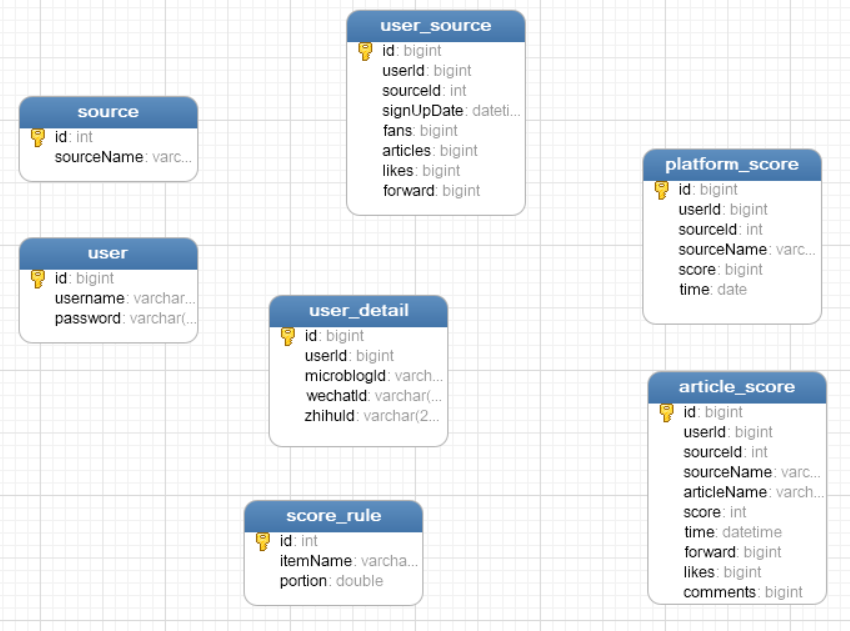 user_source
id: bigint
userId: bigint
sourceId: int
signUpDate: dateti...
fans: bigint
articles: bigint
likes: bigint
forward: bigint
source
id: int
sourceName: varc...
platform_score
id: bigint
userId: bigint
sourceId: int
sourceName: varc...
score: bigint
time: date
user
id: bigint
username: varchar...
password: varchar(...
user_detail
id: bigint
userId: bigint
microblogId: varch...
wechatId: varchar(...
zhihuId: varchar(2...
article_score
id: bigint
userId: bigint
sourceId: int
sourceName: varc...
articleName: varch...
score: int
time: datetime
forward: bigint
likes: bigint
comments: bigint
score_rule
id: int
itemName: varcha...
portion: double